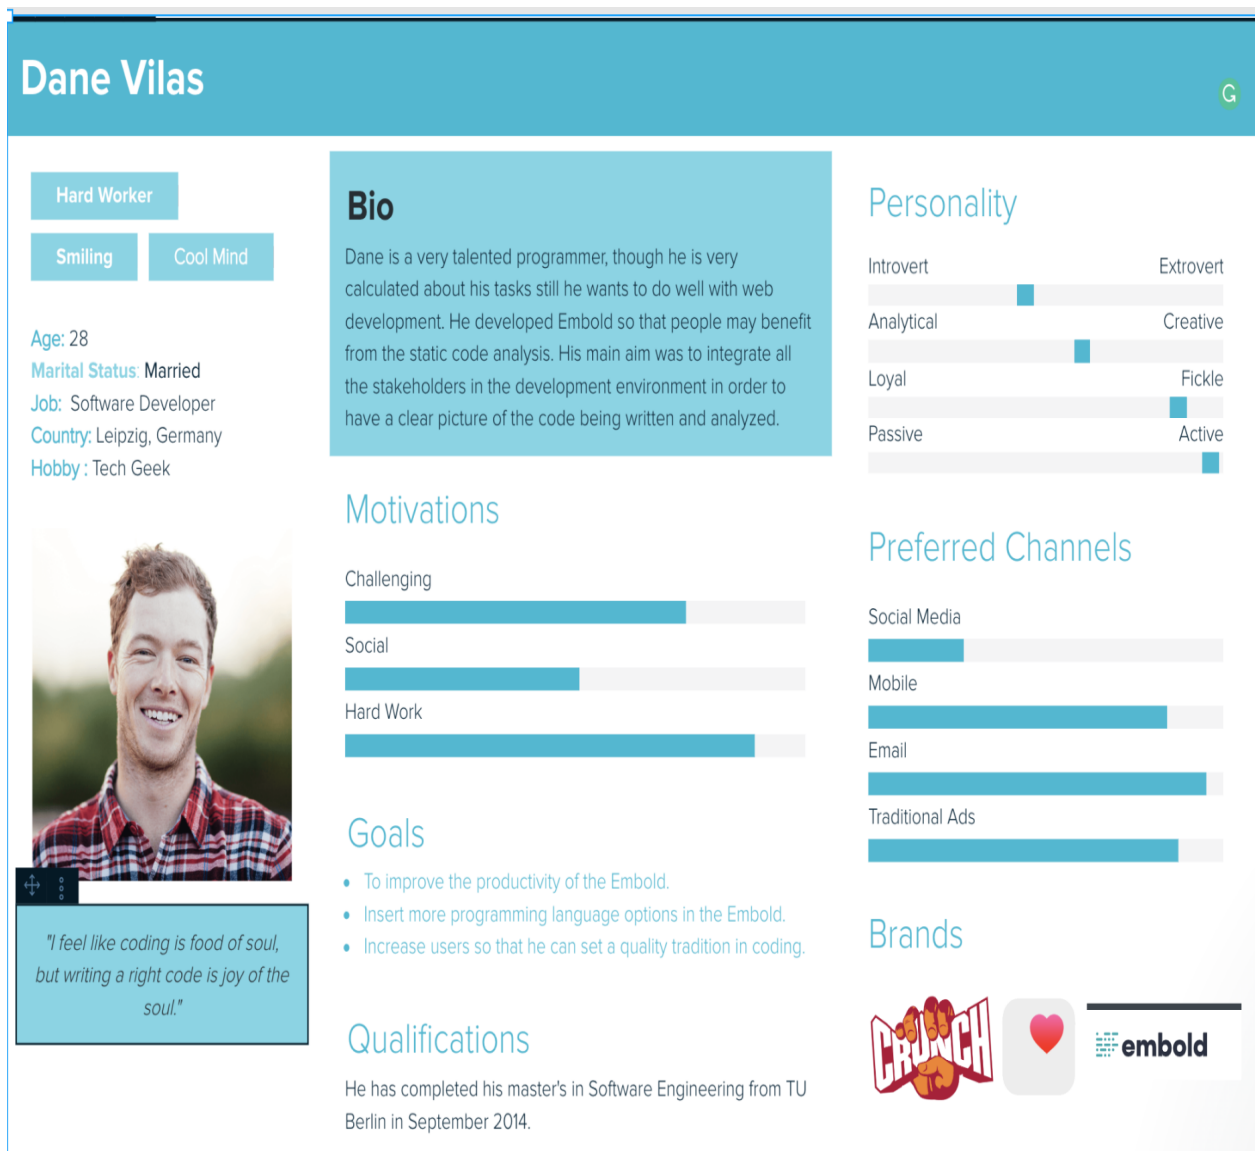 Dane Vilas
G
Hard Worker
Smiling
Cool Mind
Age: 28
Marital Status: Married
Job: Software Developer
Country: Leipzig, Germany
Hobby : Tech Geek
"I feel like coding is food of soul,
but writing a right code is joy of the
soul."
Bio
Dane is a very talented programmer, though he is very
calculated about his tasks still he wants to do well with web
development. He developed Embold so that people may benefit
from the static code analysis. His main aim was to integrate all
the stakeholders in the development environment in order to
have a clear picture of the code being written and analyzed.
Motivations
Challenging
Social
Hard Work
Goals
• To improve the productivity of the Embold.
• Insert more programming language options in the Embold.
• Increase users so that he can set a quality tradition in coding.
Qualifications
He has completed his master's in Software Engineering from TU
Berlin in September 2014.
Personality
Introvert Extrovert
Analytical Creative
Loyal Fickle
Passive Active
Preferred Channels
Social Media
Mobile
Email
Traditional Ads
Brands
CRUNCH
embold